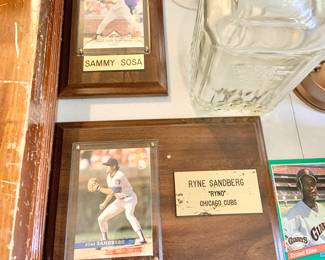 SAMMY SOSA
RYNE SANDBERG
"RYNO"
CHICAGO CUBS
RYNE SANDBERG
Giants